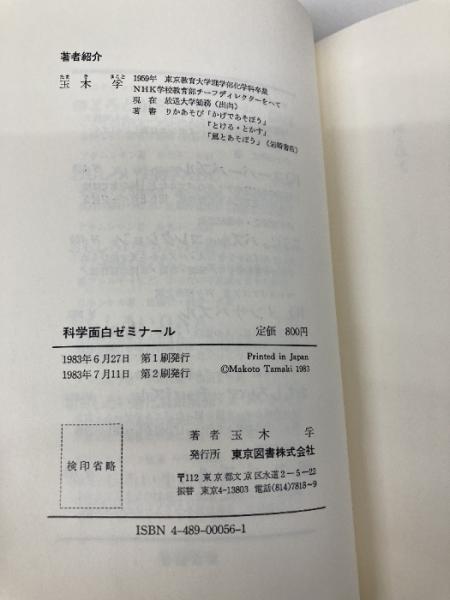 著者紹介
たま き まこと
玉木 孚 1959年 東京教育大学理学部化学科卒業
NHK学校教育部チーフディレクターをへて
現在 放送大学勤務(出向)
著書 りかあそび「かげであそぼう」
「とける・とかす」
「風とあそぼう」(岩崎書店)
科学面白ゼミナール 定価 800円
1983年6月27日 第1刷発行 Printed in Japan
1983年7月11日 第2刷発行 ©Makoto Tamaki 1983
検印省略
著者 玉木 孚
発行所 東京図書株式会社
〒112 東京都文京区水道2-5-22
振替 東京4-13803 電話(814)7818~9
ISBN 4-489-00056-1